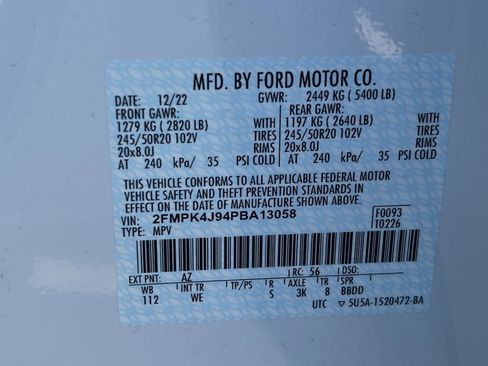 MFD. BY FORD MOTOR CO.
DATE: 12/22 GVWR: 2449 KG ( 5400 LB)
FRONT GAWR: REAR GAWR:
1279 KG ( 2820 LB) WITH 1197 KG ( 2640 LB) WITH
245/50R20 102V TIRES 245/50R20 102V TIRES
20x8.0J RIMS 20x8.0J RIMS
AT 240 kPa/ 35 PSI COLD AT 240 kPa/ 35 PSI COLD
THIS VEHICLE CONFORMS TO ALL APPLICABLE FEDERAL MOTOR
VEHICLE SAFETY AND THEFT PREVENTION STANDARDS IN
EFFECT ON THE DATE OF MANUFACTURE SHOWN ABOVE.
VIN: 2FMPK4J94PBA13058 F0093
TYPE: MPV T0226
EXT PNT: AZ RC: 56 DSO:
WB INT TR TP/PS R AXLE TR SPR
112 WE S 3K 8 BBDD
UTC 5U5A-1520472-BA